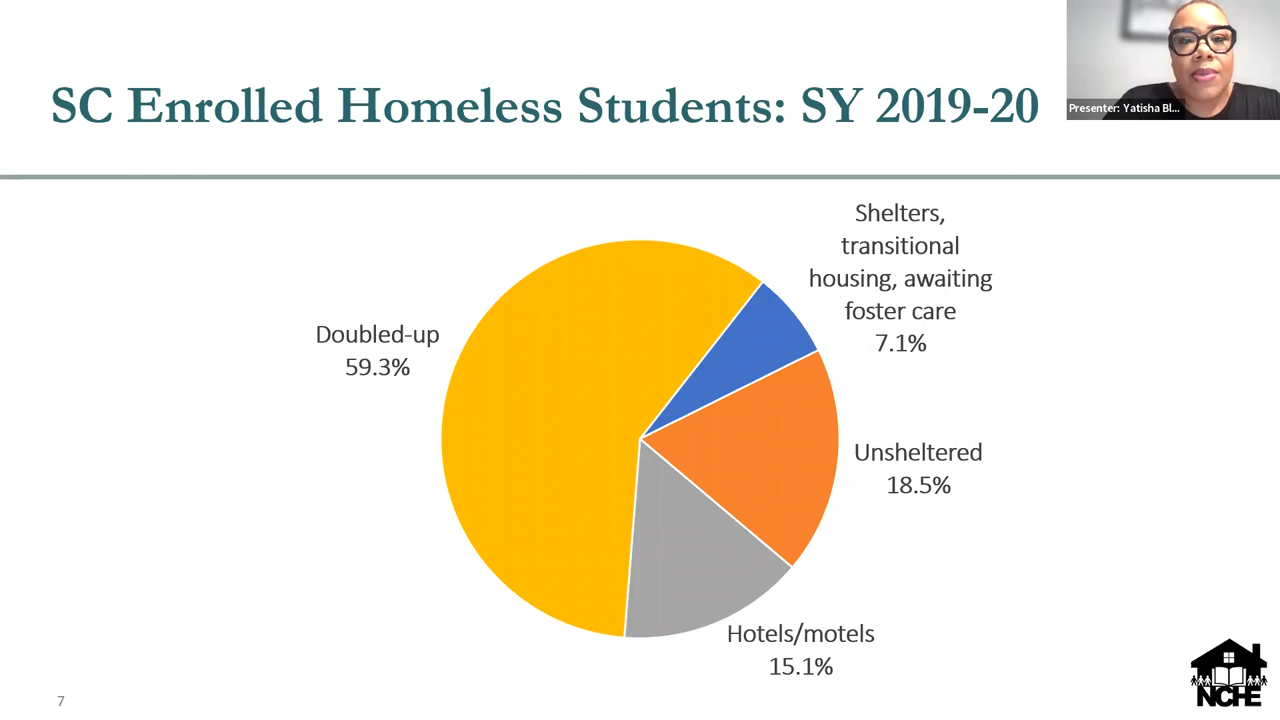 SC Enrolled Homeless Students: SY 2019-20
Presenter: Yatisha Bl...
Shelters,
transitional
housing, awaiting
foster care
7.1%
Doubled-up
59.3%
Unsheltered
18.5%
Hotels/motels
15.1%
7
NCHE